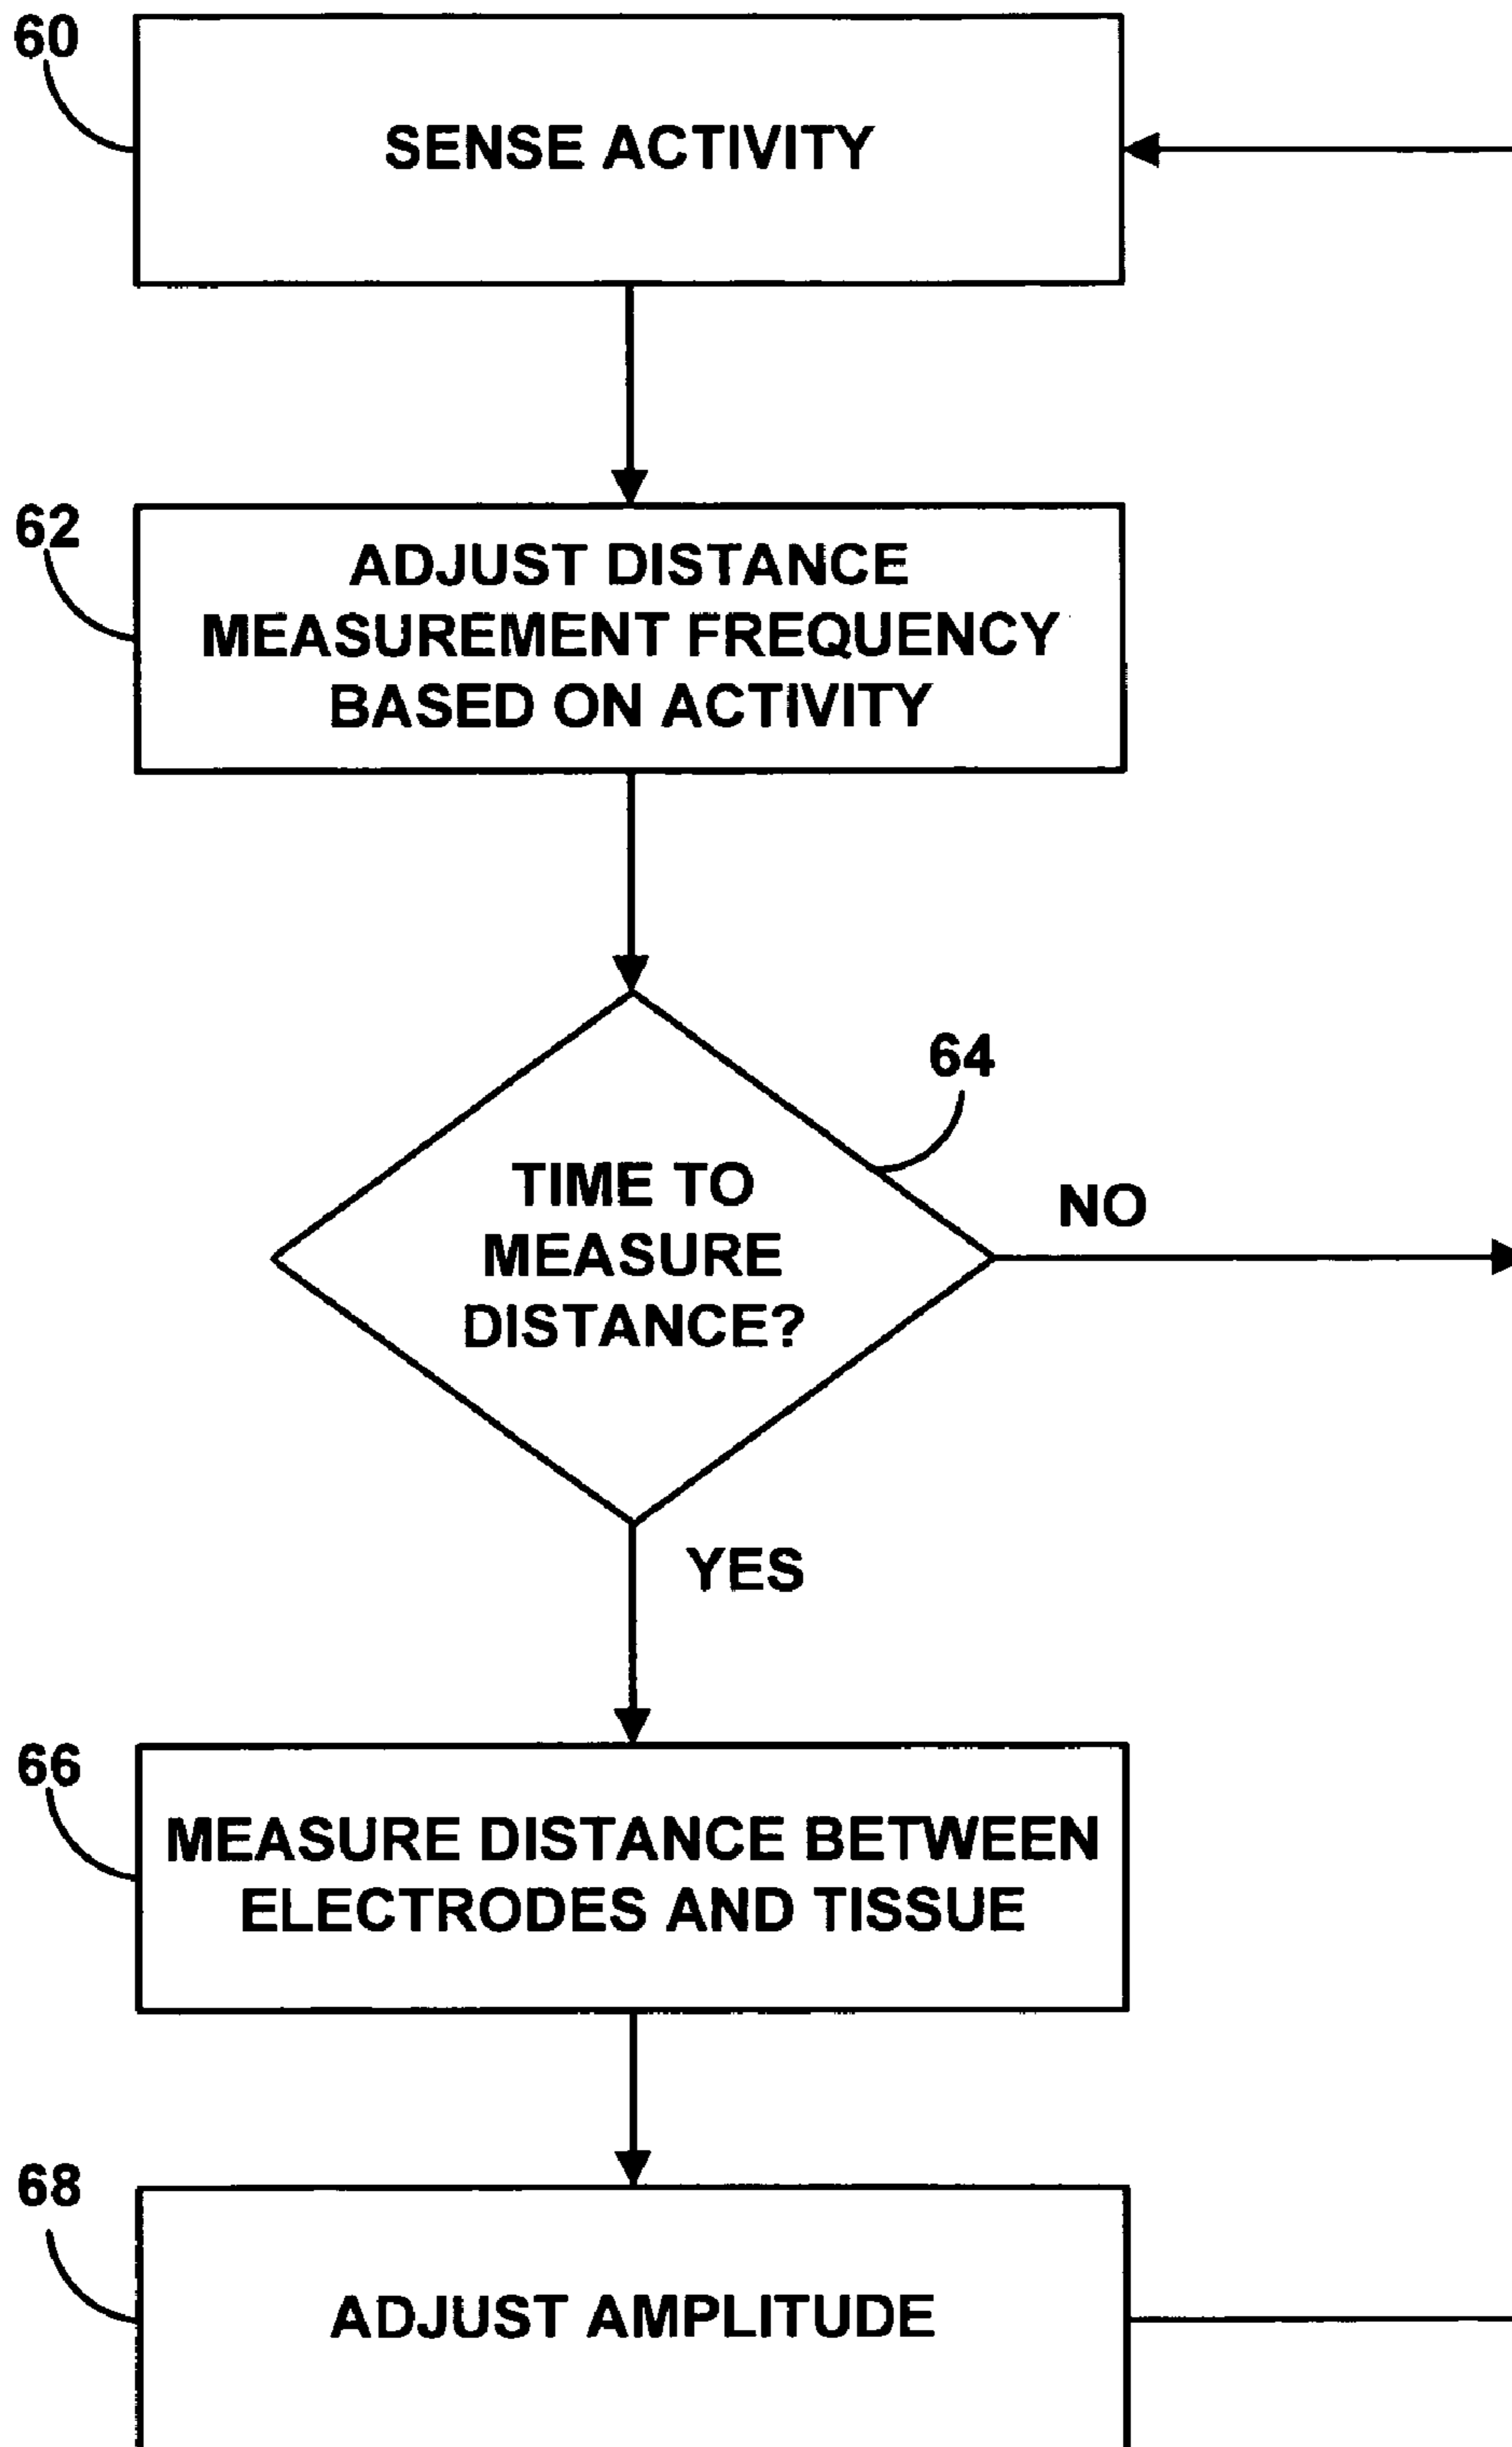 60
SENSE ACTIVITY
62
ADJUST DISTANCE
MEASUREMENT FREQUENCY
BASED ON ACTIVITY
64
TIME TO
MEASURE
DISTANCE?
NO
YES
66
MEASURE DISTANCE BETWEEN
ELECTRODES AND TISSUE
68
ADJUST AMPLITUDE